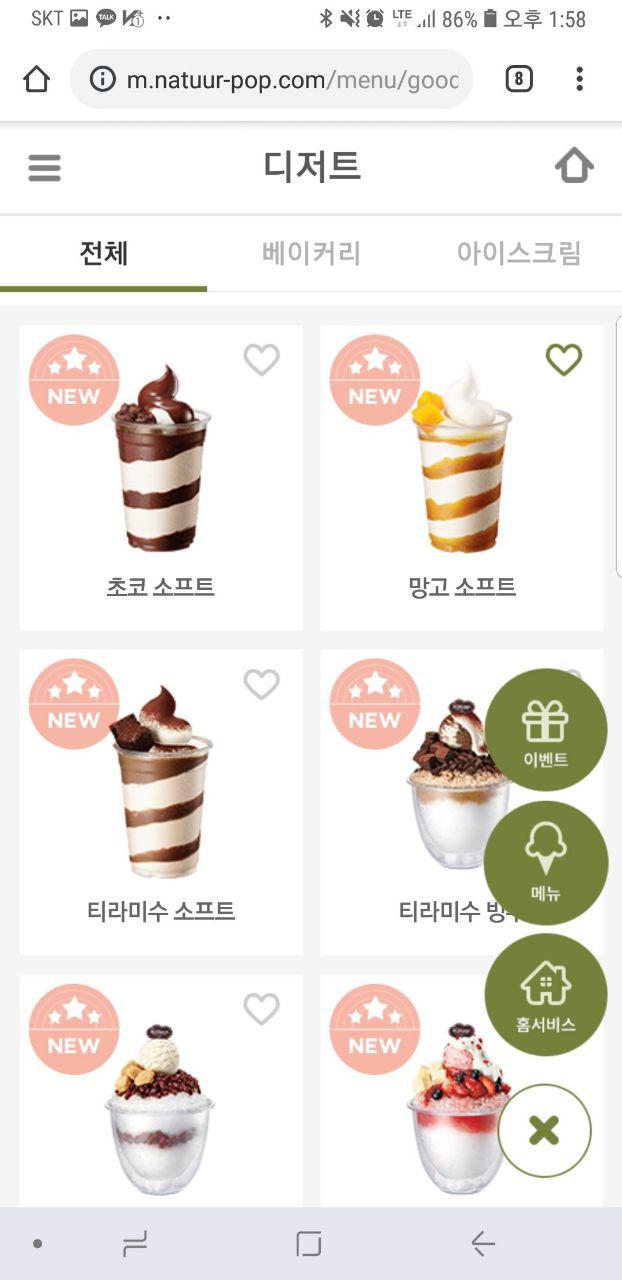 SKT TALK 1 LTE 86% 오후 1:58
m.natuur-pop.com/menu/good
8
디저트
전체 베이커리 아이스크림
NEW
초코 소프트
NEW
망고 소프트
NEW
티라미수 소프트
NEW
티라미수
이벤트
메뉴
홈서비스
NEW
NEW